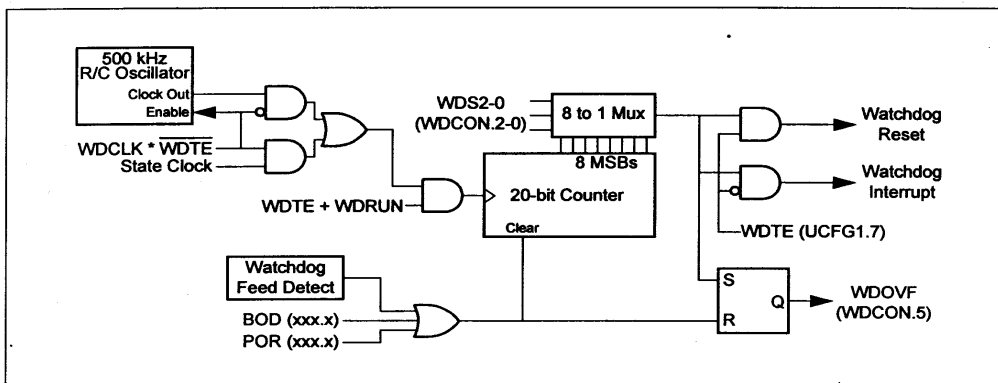 500 kHz
R/C Oscillator
Clock Out
Enable
WDCLK * WDTE
State Clock
WDTE + WDRUN
WDS2-0
(WDCON.2-0)
8 to 1 Mux
8 MSBs
20-bit Counter
Clear
Watchdog
Reset
Watchdog
Interrupt
WDTE (UCFG1.7)
Watchdog
Feed Detect
BOD (xxx.x)
POR (xxx.x)
S
Q
R
WDOVF
(WDCON.5)